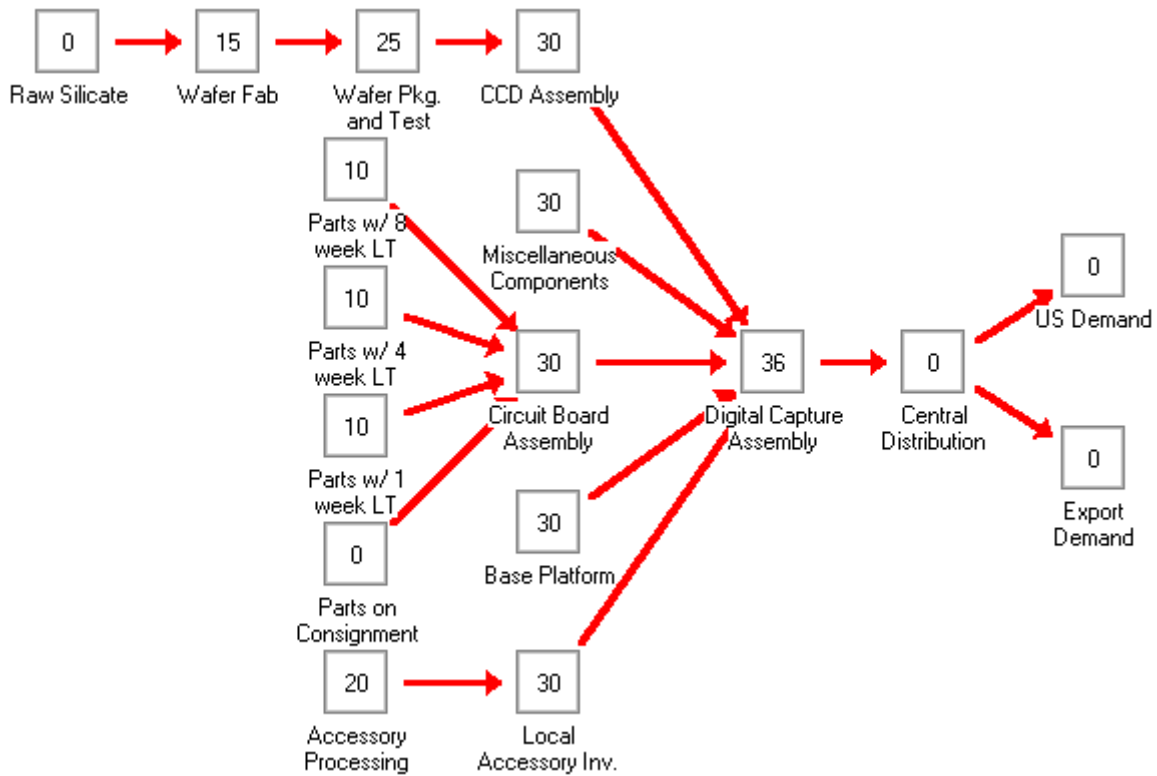 0
15
25
30
Raw Silicate
Wafer Fab
Wafer Pkg.
and Test
CCD Assembly
10
Parts w/ 8
week LT
30
Miscellaneous
Components
10
Parts w/ 4
week LT
30
Circuit Board
Assembly
36
Digital Capture
Assembly
0
Central
Distribution
0
US Demand
0
Export
Demand
10
Parts w/ 1
week LT
30
Base Platform
0
Parts on
Consignment
20
Accessory
Processing
30
Local
Accessory Inv.